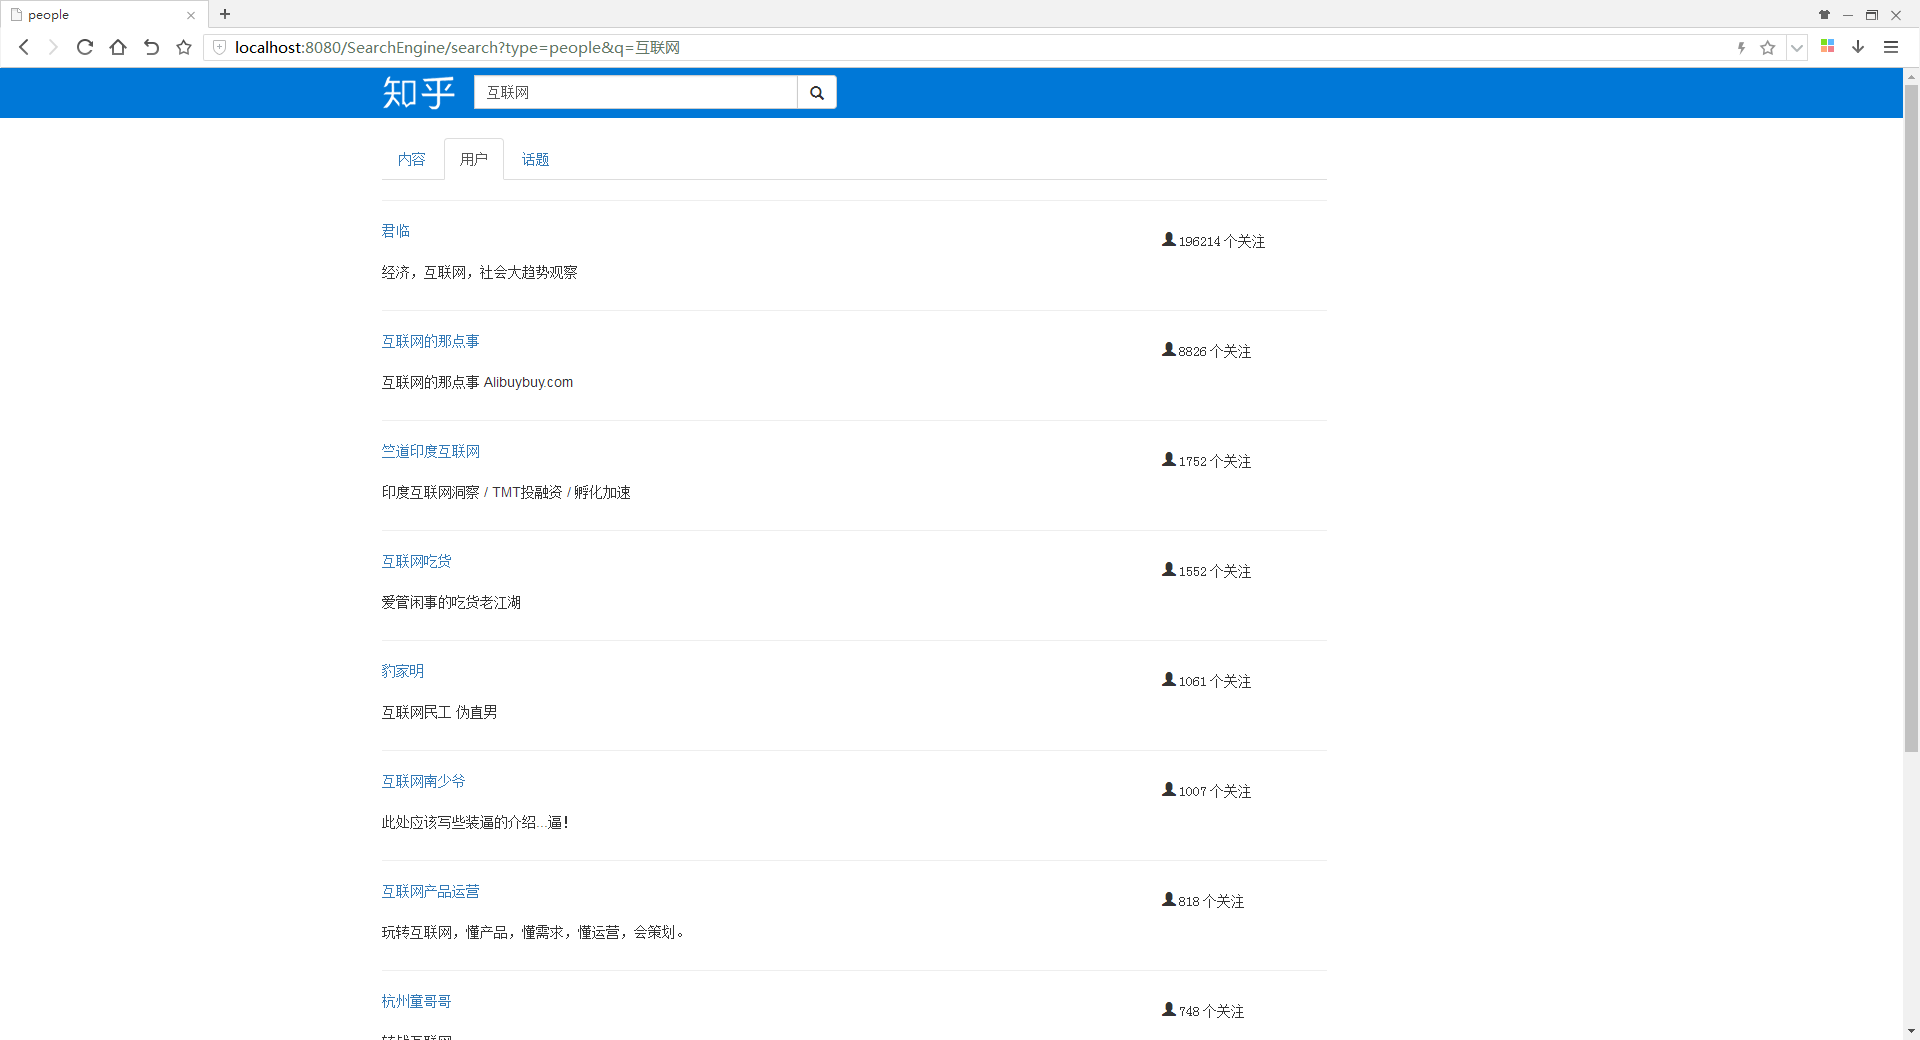 people
localhost:8080/SearchEngine/search?type=people&q=互联网
知乎 互联网
内容 用户 话题
君临
196214 个关注
经济，互联网，社会大趋势观察
互联网的那点事
8826 个关注
互联网的那点事 Alibuybuy.com
竺道印度互联网
1752 个关注
印度互联网洞察 / TMT投融资 / 孵化加速
互联网吃货
1552 个关注
爱管闲事的吃货老江湖
豹家明
1061 个关注
互联网民工 伪直男
互联网南少爷
1007 个关注
此处应该写些装逼的介绍...逼！
互联网产品运营
818 个关注
玩转互联网，懂产品，懂需求，懂运营，会策划。
杭州童哥哥
748 个关注
转战互联网